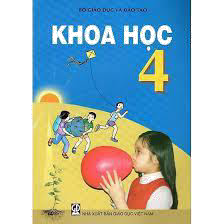 BỘ GIÁO DỤC VÀ ĐÀO TẠO
KHOA HỌC
4
NHÀ XUẤT BẢN GIÁO DỤC VIỆT NAM